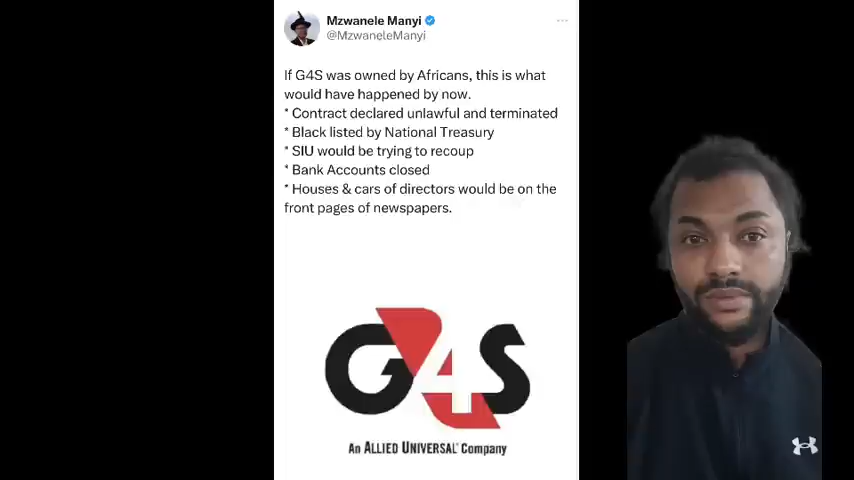 Mzwanele Manyi
@MzwaneleManyi
If G4S was owned by Africans, this is what
would have happened by now.
* Contract declared unlawful and terminated
* Black listed by National Treasury
* SIU would be trying to recoup
* Bank Accounts closed
* Houses & cars of directors would be on the
front pages of newspapers.
G4S
An ALLIED UNIVERSAL Company